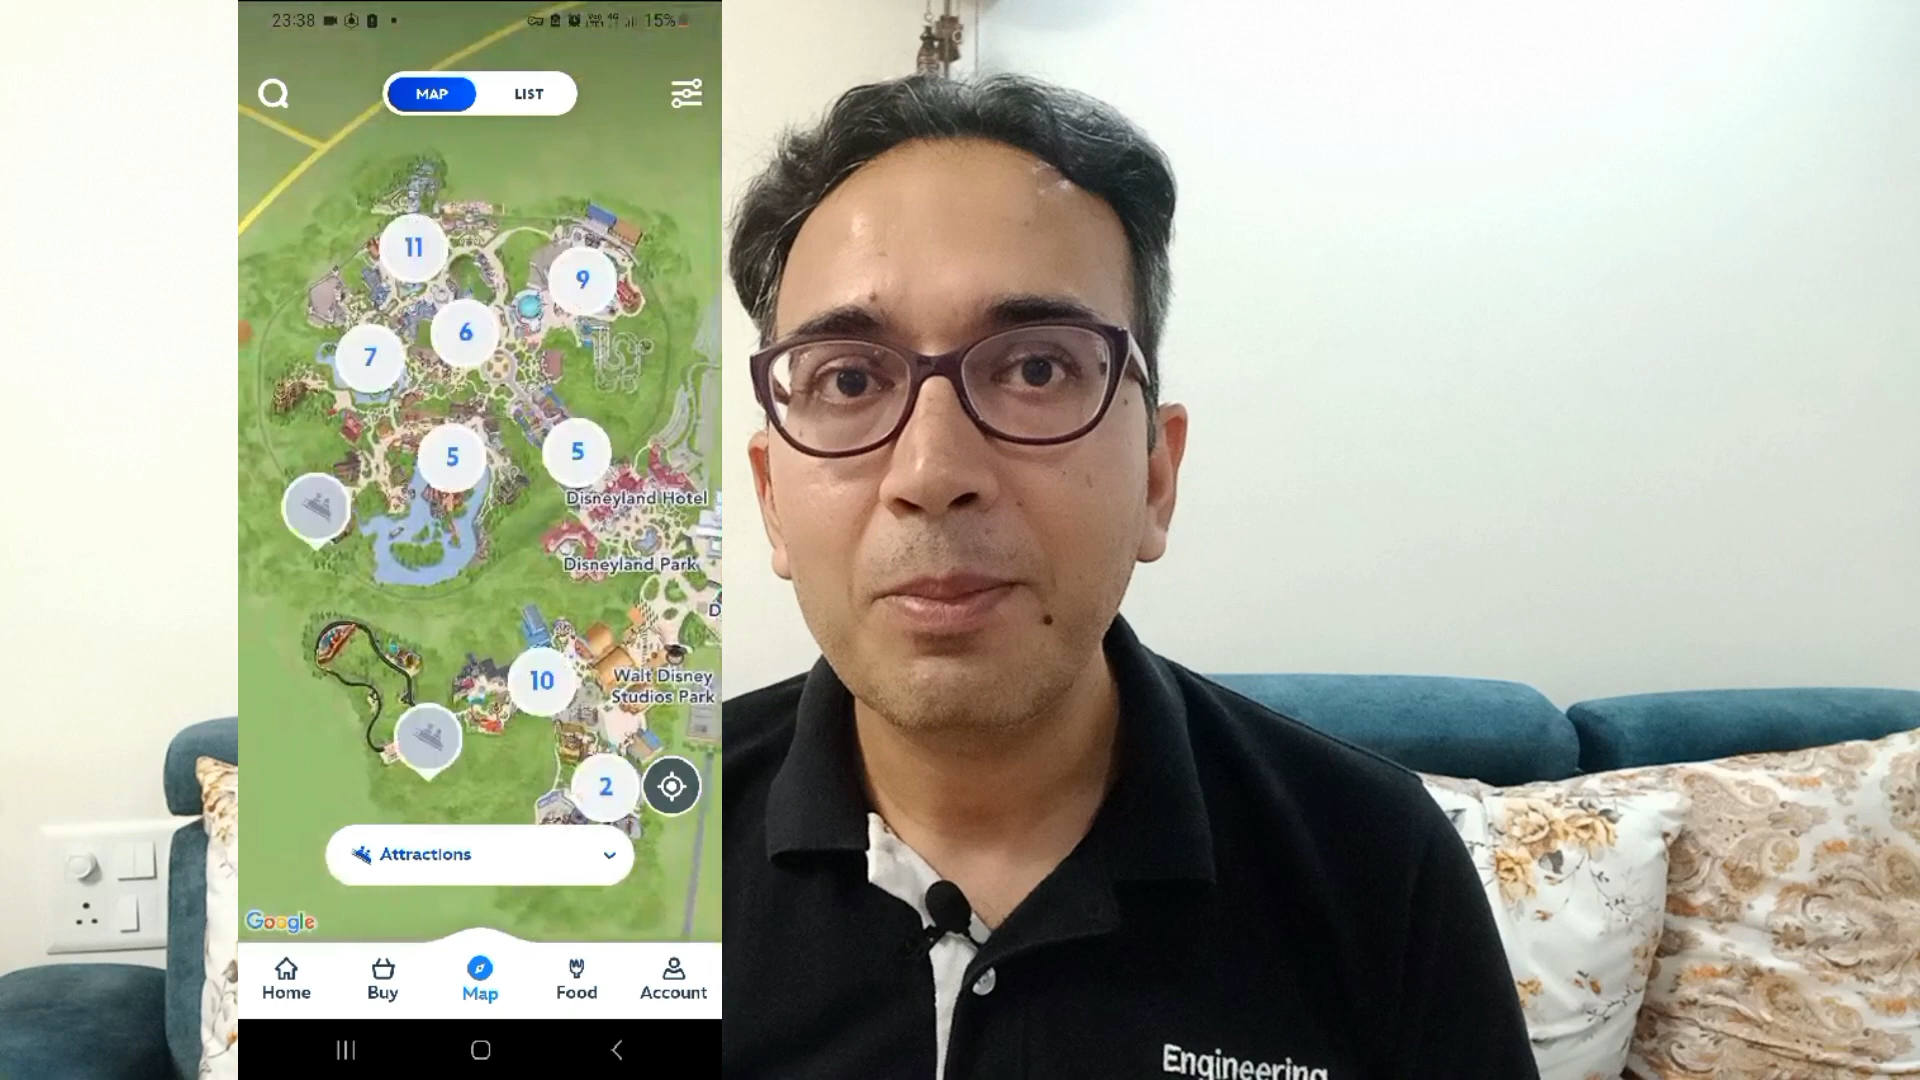 23:38
15%
MAP
LIST
11
9
6
7
5
5
Disneyland Hotel
Disneyland Park
D
10
Walt Disney
Studios Park
2
Attractions
Google
Home
Buy
Map
Food
Account
Engineering